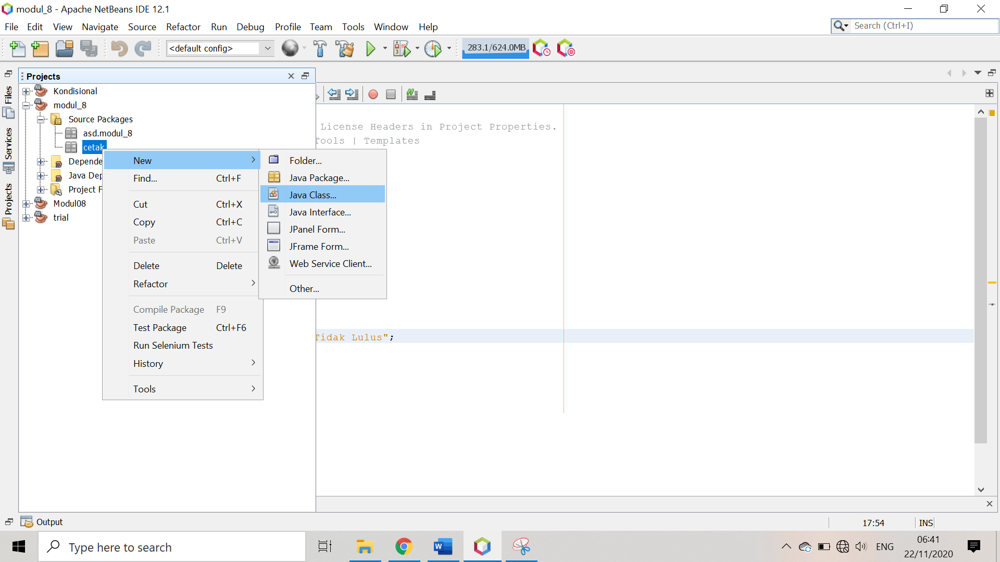 modul_8 - Apache NetBeans IDE 12.1
File Edit View Navigate Source Refactor Run Debug Profile Team Tools Window Help
Search (Ctrl+I)
<default config>
283.1/624.0MB
Projects
Files
Services
Projects
Kondisional
modul_8
Source Packages
asd.modul_8
cetak
Depende
Java Dep
Project F
Modul08
trial
New
Find... Ctrl+F
Cut Ctrl+X
Copy Ctrl+C
Paste Ctrl+V
Delete Delete
Refactor
Compile Package F9
Test Package Ctrl+F6
Run Selenium Tests
History
Tools
Folder...
Java Package...
Java Class...
Java Interface...
JPanel Form...
JFrame Form...
Web Service Client...
Other...
License Headers in Project Properties.
Tools | Templates
Tidak Lulus";
Output
17:54 INS
Type here to search
ENG
06:41
22/11/2020